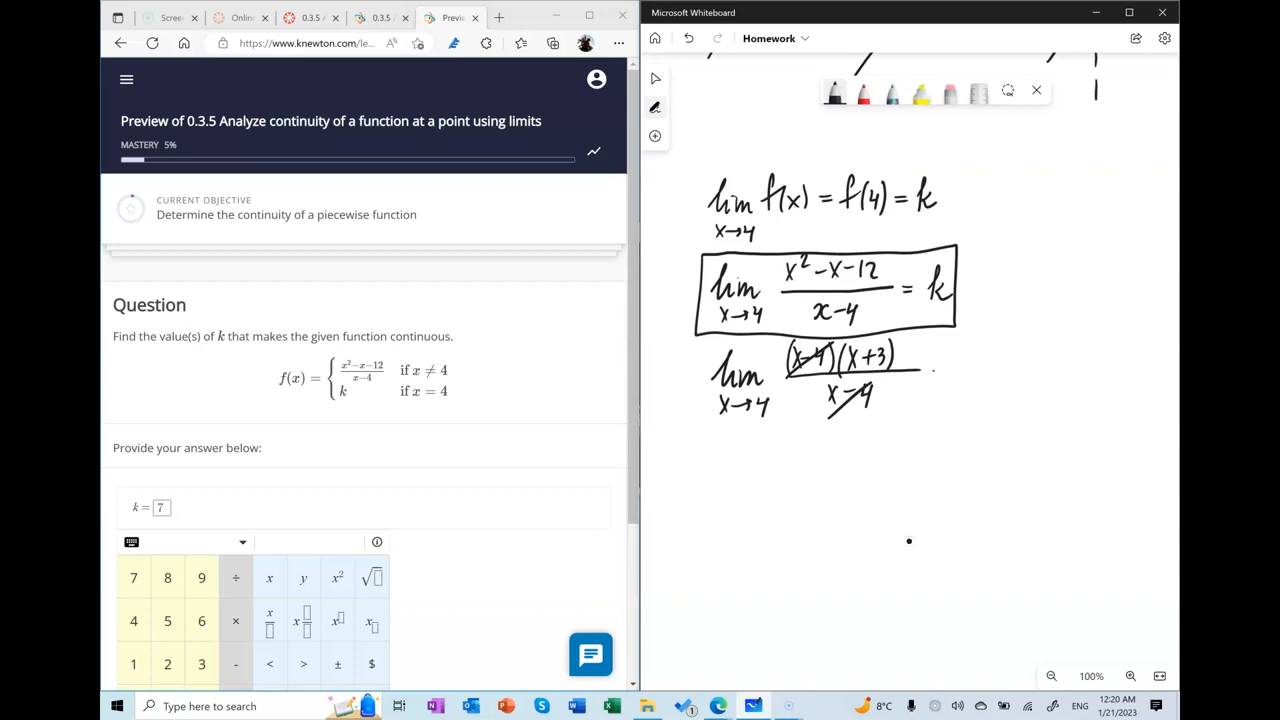 Screen
Online
0.3.5 A
0.3.5 /
Previ
Microsoft Whiteboard
https://www.knewton.com/le...
Homework
Preview of 0.3.5 Analyze continuity of a function at a point using limits
MASTERY 5%
CURRENT OBJECTIVE
Determine the continuity of a piecewise function
lim x→4 f(x) = f(4) = k
lim x→4 (x² - x - 12)/(x - 4) = k
lim x→4 (x-4)(x+3)/(x-4)
Question
Find the value(s) of k that makes the given function continuous.
f(x) = { (x²−x−12)/(x−4) if x ≠ 4
k if x = 4
Provide your answer below:
k = 7
7 8 9 ÷ x y x² √
4 5 6 × x/ x x x
1 2 3 - < > ± $
100%
Type here to search
8°C
12:20 AM
1/21/2023